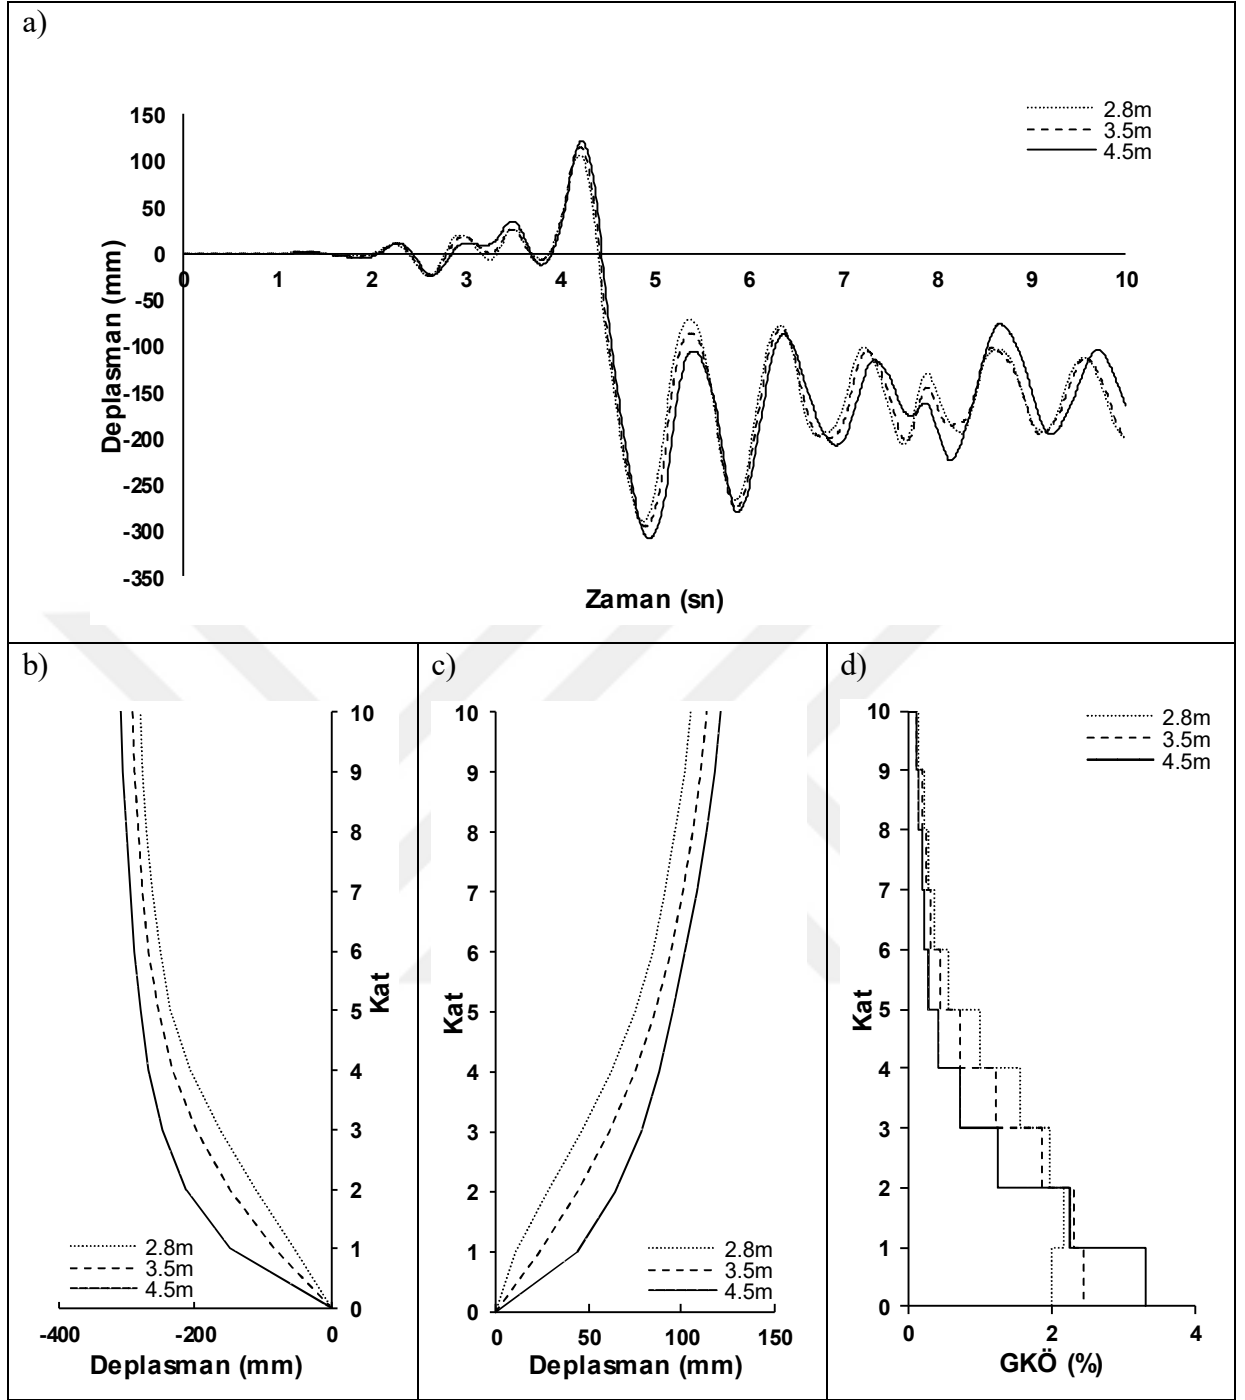 a)
150
100
50
0
-50
-100
-150
-200
-250
-300
-350
Deplasman (mm)
0 1 2 3 4 5 6 7 8 9 10
Zaman (sn)
2.8m
3.5m
4.5m
b)
10
9
8
7
6
5
4
3
2
1
0
Kat
2.8m
3.5m
4.5m
-400 -200 0
Deplasman (mm)
c)
10
9
8
7
6
5
4
3
2
1
0
Kat
2.8m
3.5m
4.5m
0 50 100 150
Deplasman (mm)
d)
10
9
8
7
6
5
4
3
2
1
0
Kat
2.8m
3.5m
4.5m
0 2 4
GKÖ (%)